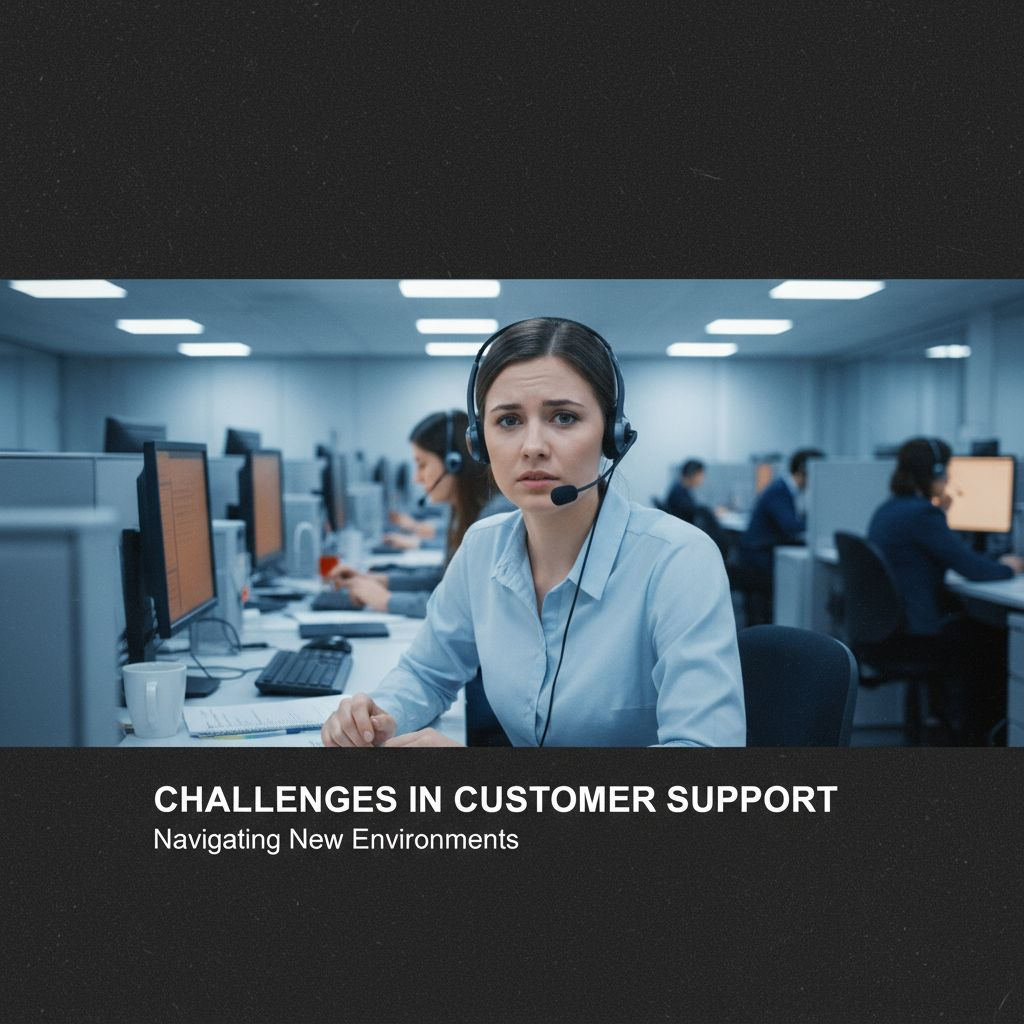 CHALLENGES IN CUSTOMER SUPPORT
Navigating New Environments